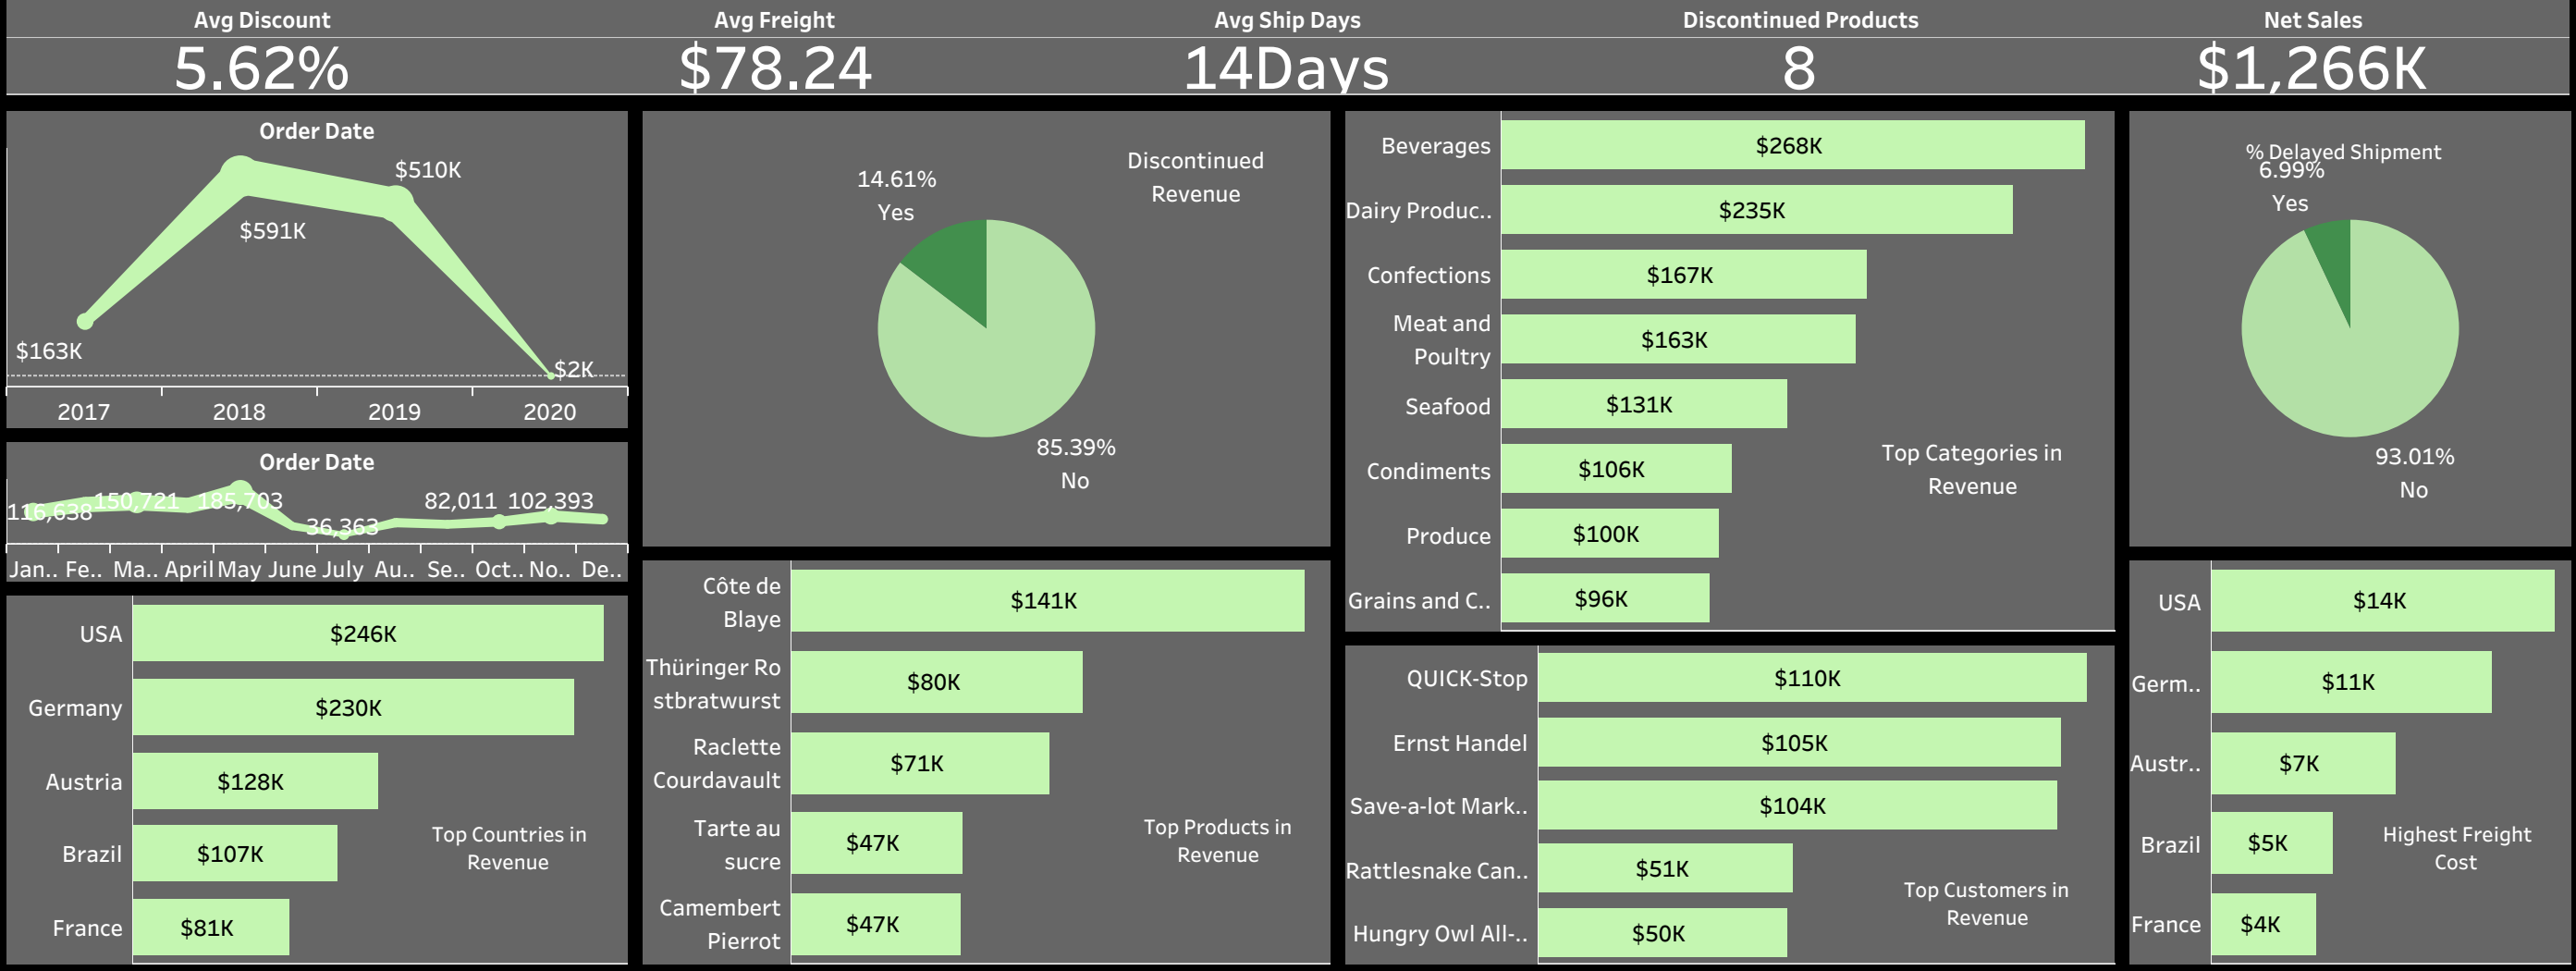 Avg Discount
5.62%
Avg Freight
$78.24
Avg Ship Days
14Days
Discontinued Products
8
Net Sales
$1,266K
Order Date
$510K
$591K
$163K
$2K
2017 2018 2019 2020
Order Date
116,638 150,721 185,703 36,363 82,011 102,393
Jan.. Fe.. Ma.. April May June July Au.. Se.. Oct.. No.. De..
USA $246K
Germany $230K
Austria $128K
Brazil $107K
France $81K
Top Countries in
Revenue
Discontinued
Revenue
14.61%
Yes
85.39%
No
Côte de
Blaye
$141K
Thüringer Ro
stbratwurst
$80K
Raclette
Courdavault
$71K
Tarte au
sucre
$47K
Camembert
Pierrot
$47K
Top Products in
Revenue
Beverages $268K
Dairy Produc.. $235K
Confections $167K
Meat and
Poultry
$163K
Seafood $131K
Condiments $106K
Produce $100K
Grains and C.. $96K
Top Categories in
Revenue
QUICK-Stop $110K
Ernst Handel $105K
Save-a-lot Mark.. $104K
Rattlesnake Can.. $51K
Hungry Owl All-.. $50K
Top Customers in
Revenue
% Delayed Shipment
6.99%
Yes
93.01%
No
USA $14K
Germ.. $11K
Austr.. $7K
Brazil $5K
France $4K
Highest Freight
Cost